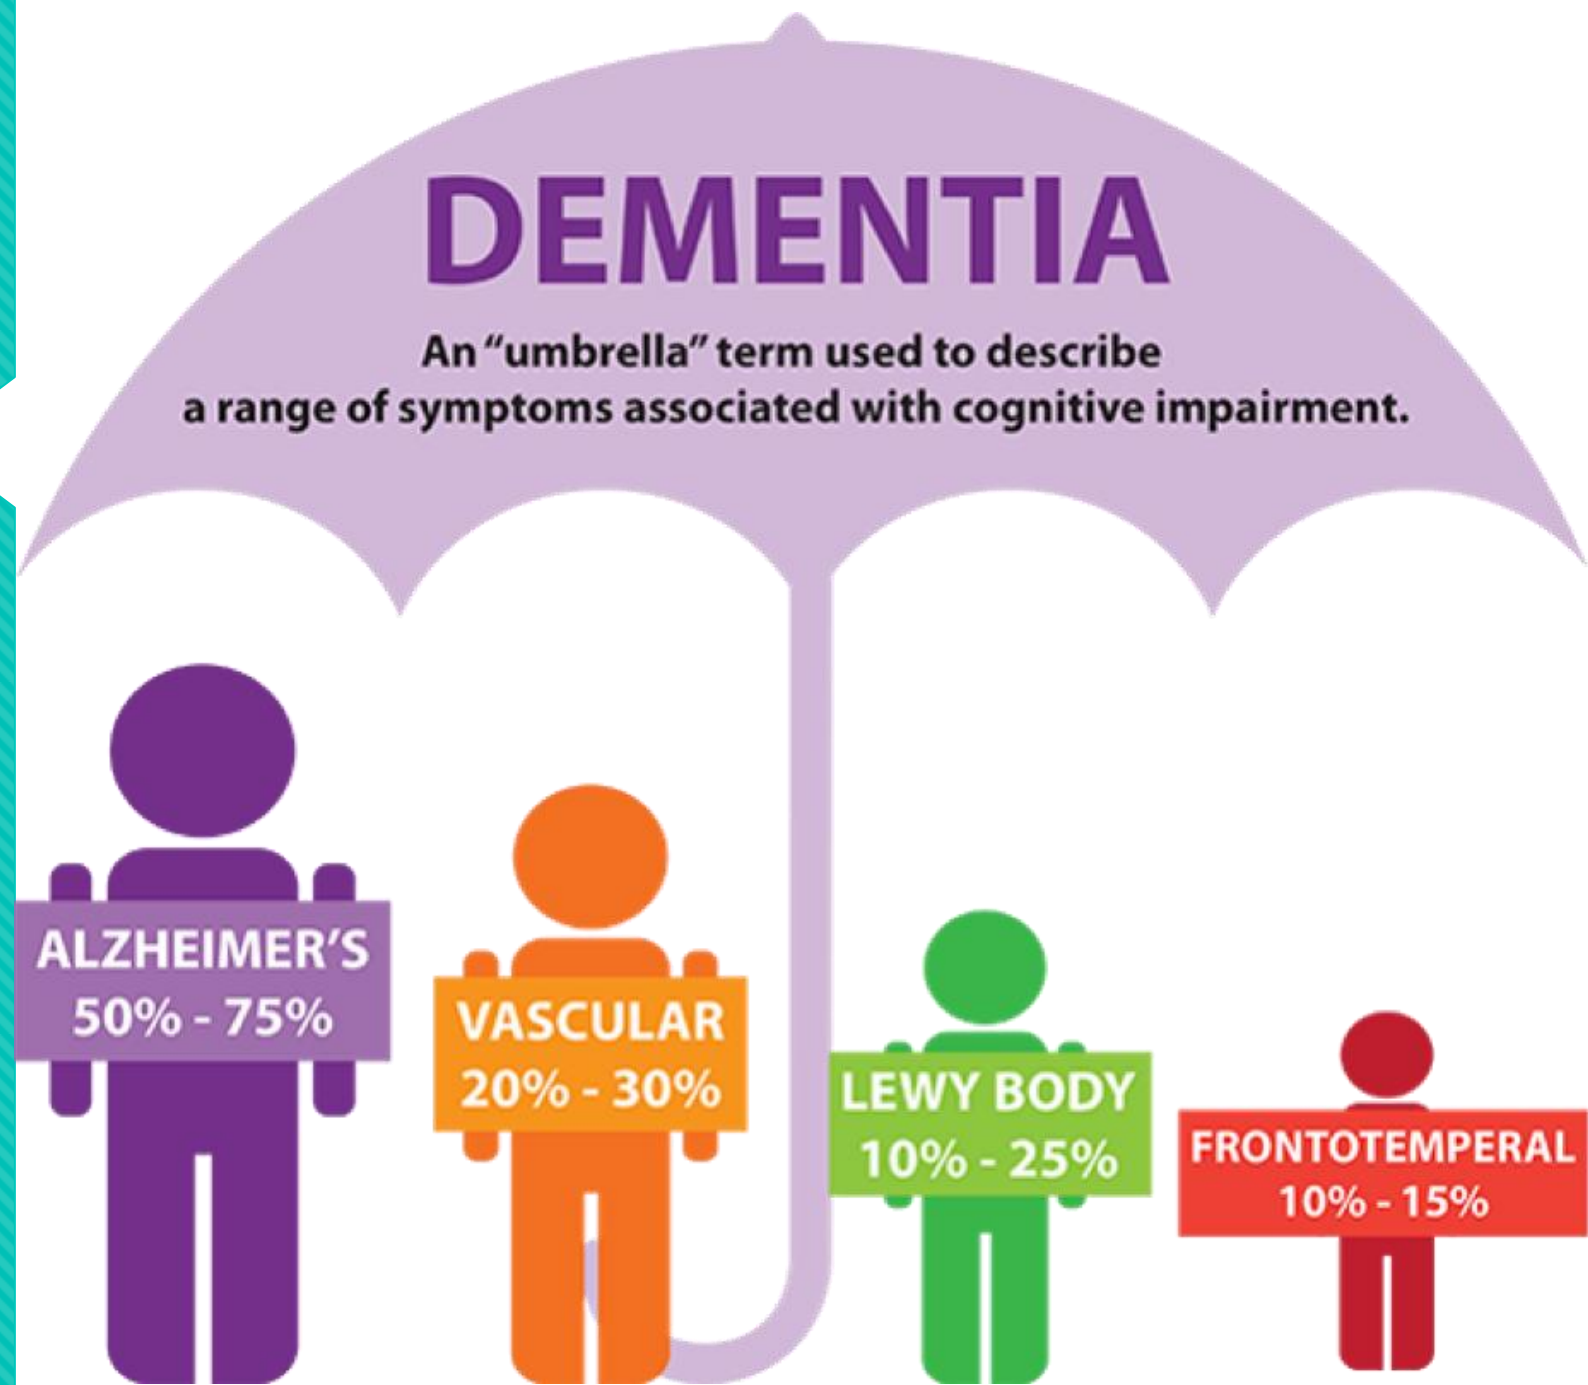 DEMENTIA
An “umbrella” term used to describe
a range of symptoms associated with cognitive impairment.
ALZHEIMER’S
50% - 75%
VASCULAR
20% - 30%
LEWY BODY
10% - 25%
FRONTOTEMPERAL
10% - 15%